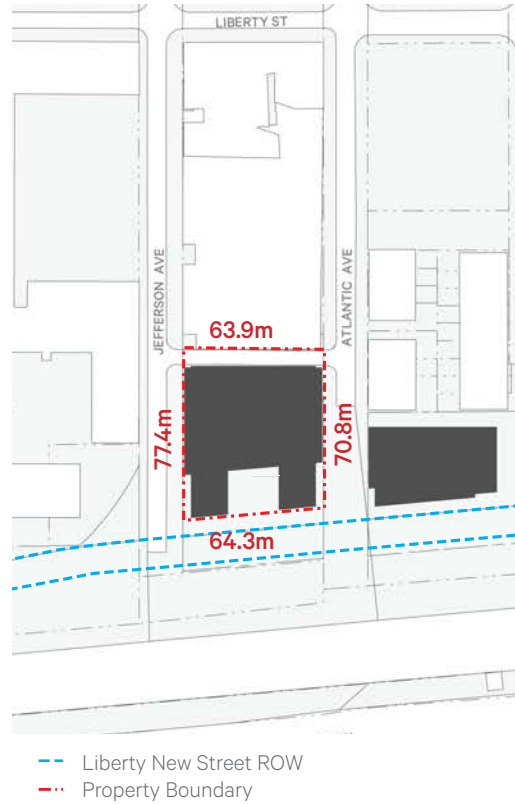 LIBERTY ST
JEFFERSON AVE
ATLANTIC AVE
63.9m
77.4m
70.8m
64.3m
Liberty New Street ROW
Property Boundary